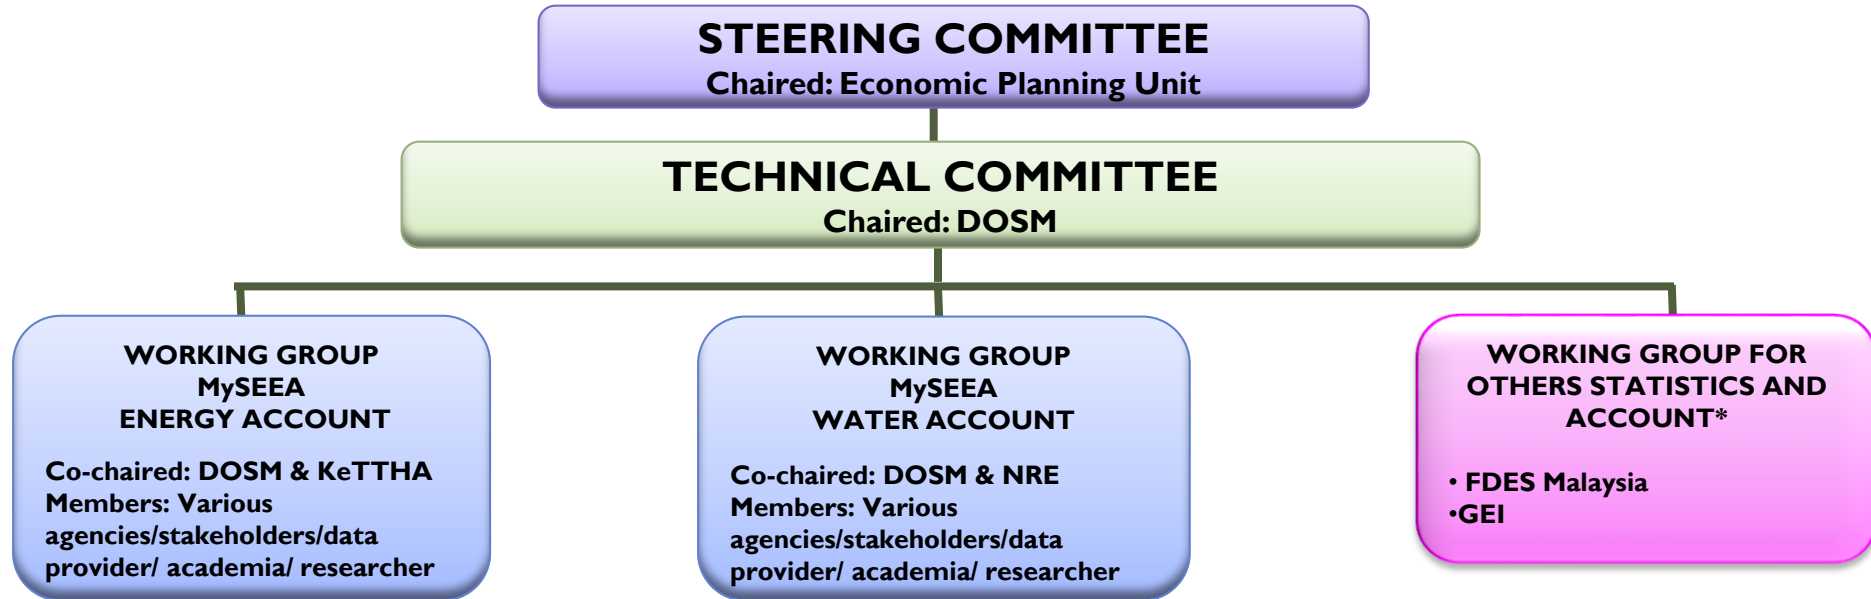 STEERING COMMITTEE
Chaired: Economic Planning Unit
TECHNICAL COMMITTEE
Chaired: DOSM
WORKING GROUP
MySEEA
ENERGY ACCOUNT
Co-chaired: DOSM & KeTTHA
Members: Various
agencies/stakeholders/data
provider/ academia/ researcher
WORKING GROUP
MySEEA
WATER ACCOUNT
Co-chaired: DOSM & NRE
Members: Various
agencies/stakeholders/data
provider/ academia/ researcher
WORKING GROUP FOR
OTHERS STATISTICS AND
ACCOUNT*
• FDES Malaysia
•GEI